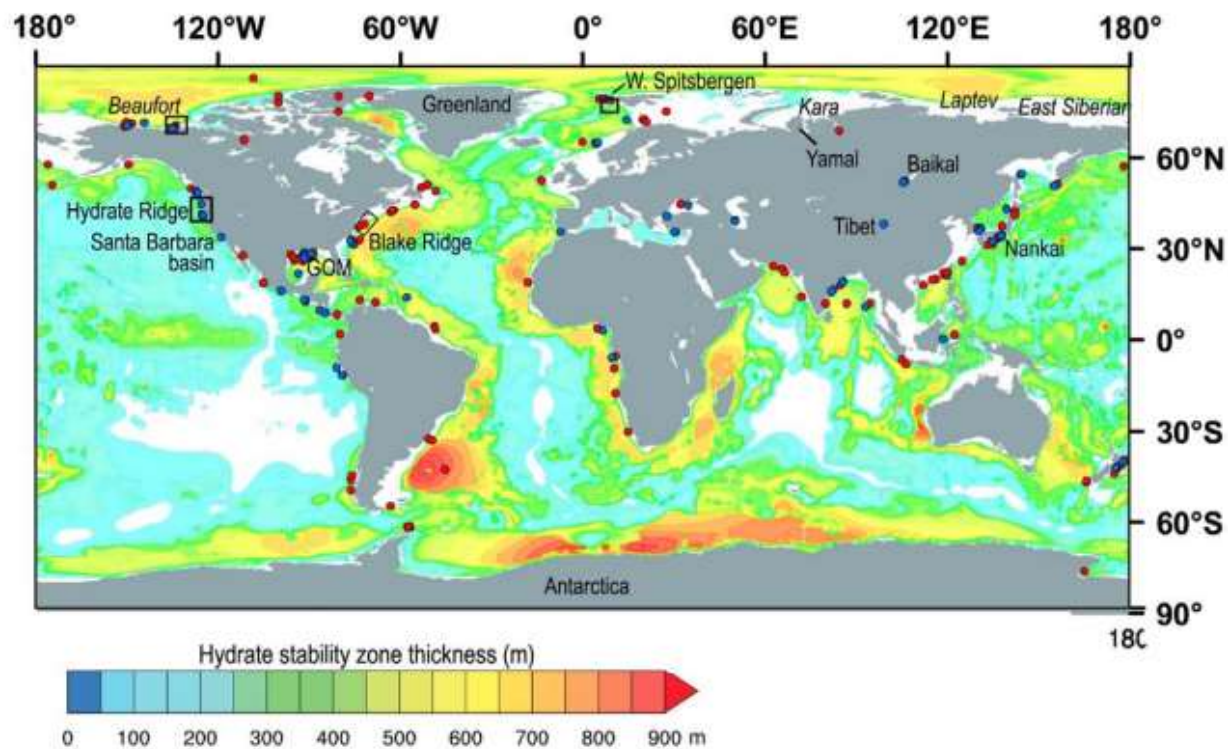 180° 120°W 60°W 0° 60°E 120°E 180°
W. Spitsbergen
Beaufort Greenland Kara Laptev East Siberian
Yamal
60°N
Baikal
Hydrate Ridge
Santa Barbara basin
Blake Ridge
Tibet
Nankai
30°N
GOM
0°
30°S
60°S
Antarctica
90°
180
Hydrate stability zone thickness (m)
0 100 200 300 400 500 600 700 800 900 m